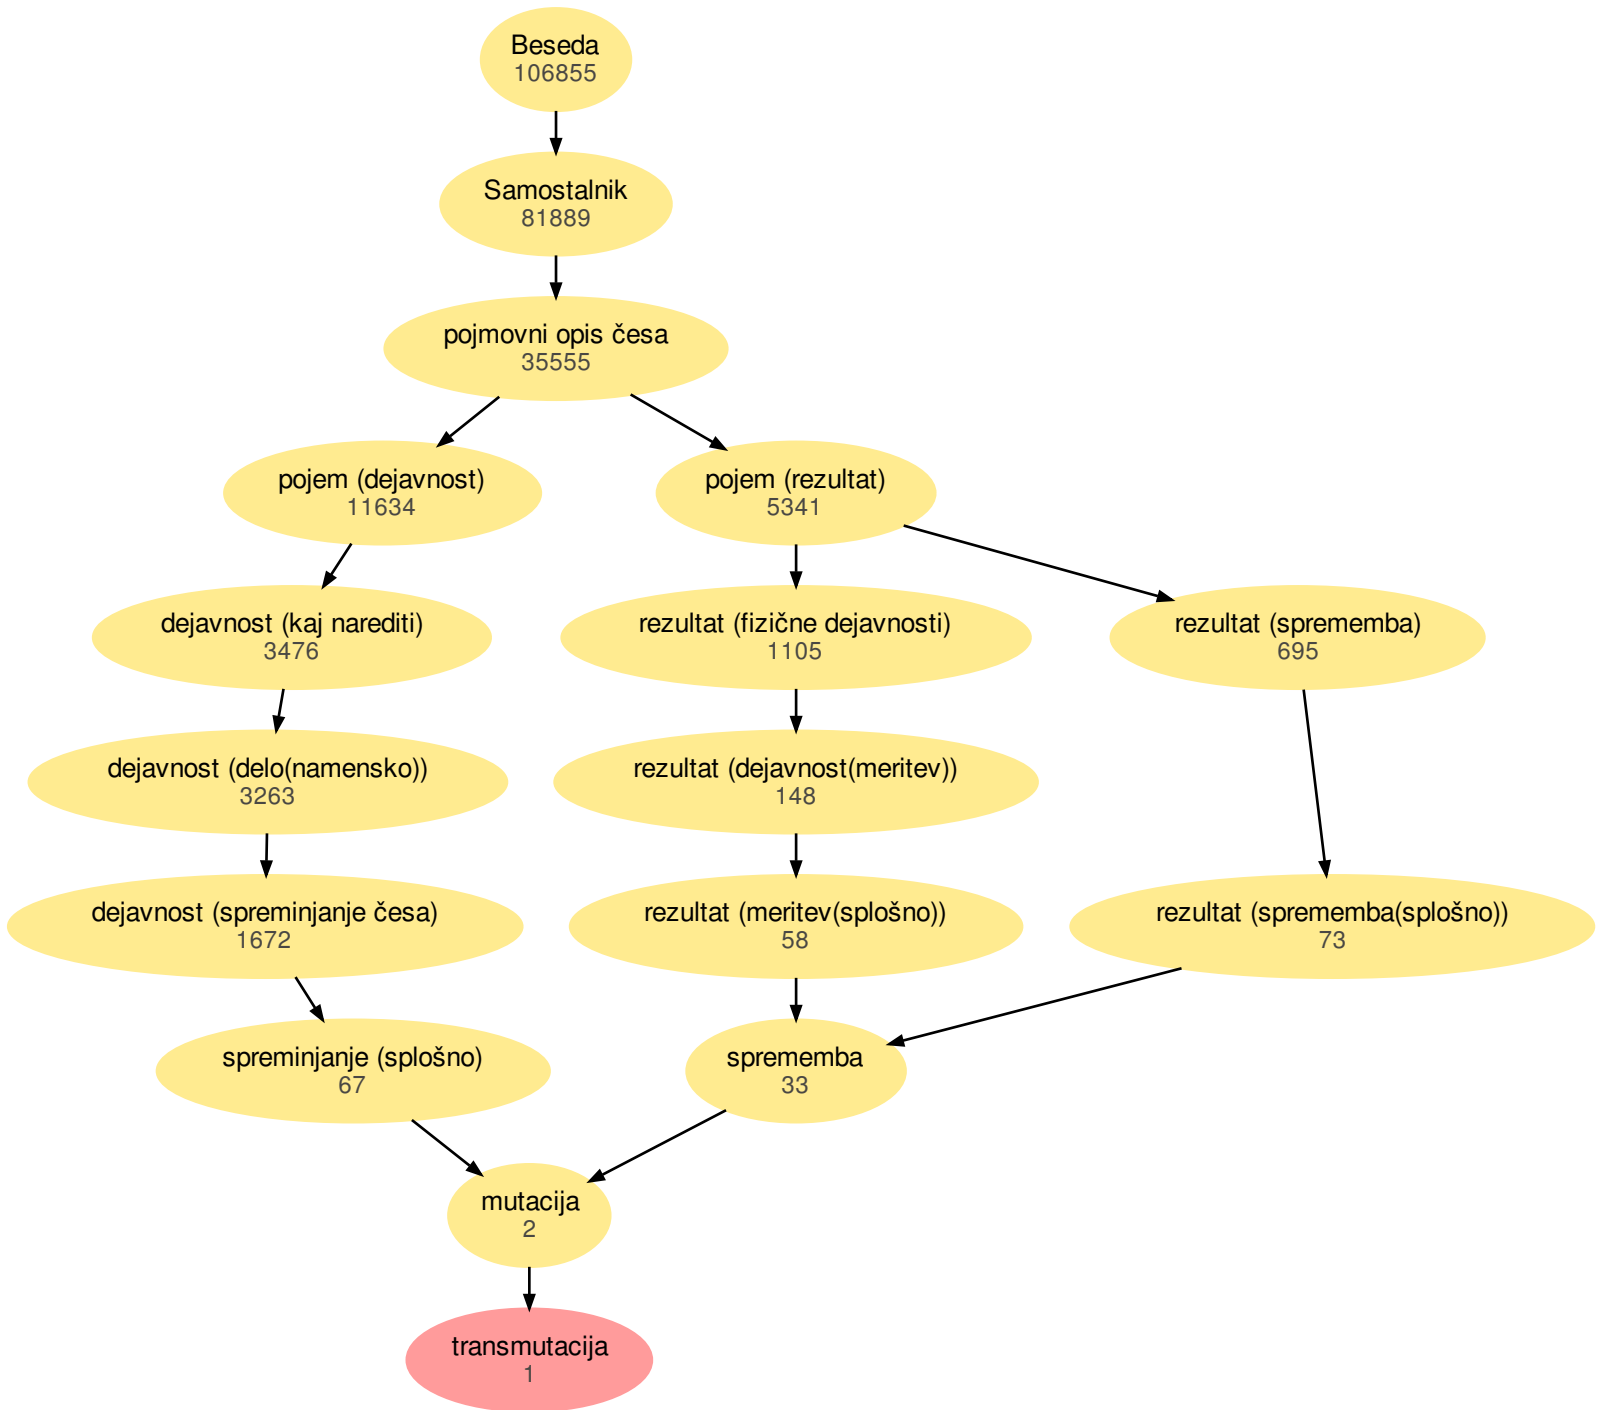 Beseda
106855
Samostalnik
81889
pojmovni opis česa
35555
pojem (dejavnost)
11634
pojem (rezultat)
5341
dejavnost (kaj narediti)
3476
rezultat (fizične dejavnosti)
1105
rezultat (sprememba)
695
dejavnost (delo(namensko))
3263
rezultat (dejavnost(meritev))
148
dejavnost (spreminjanje česa)
1672
rezultat (meritev(splošno))
58
rezultat (sprememba(splošno))
73
spreminjanje (splošno)
67
sprememba
33
mutacija
2
transmutacija
1